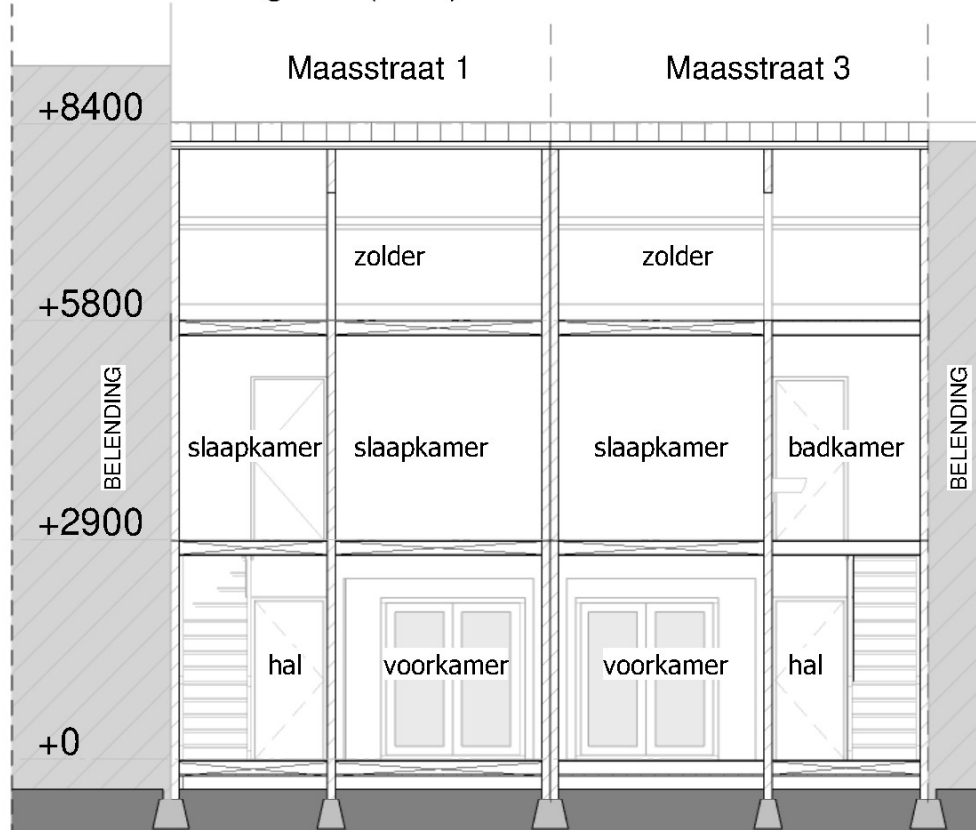 Maasstraat 1
Maasstraat 3
+8400
zolder
zolder
+5800
BELENDING
slaapkamer
slaapkamer
slaapkamer
badkamer
BELENDING
+2900
hal
voorkamer
voorkamer
hal
+0